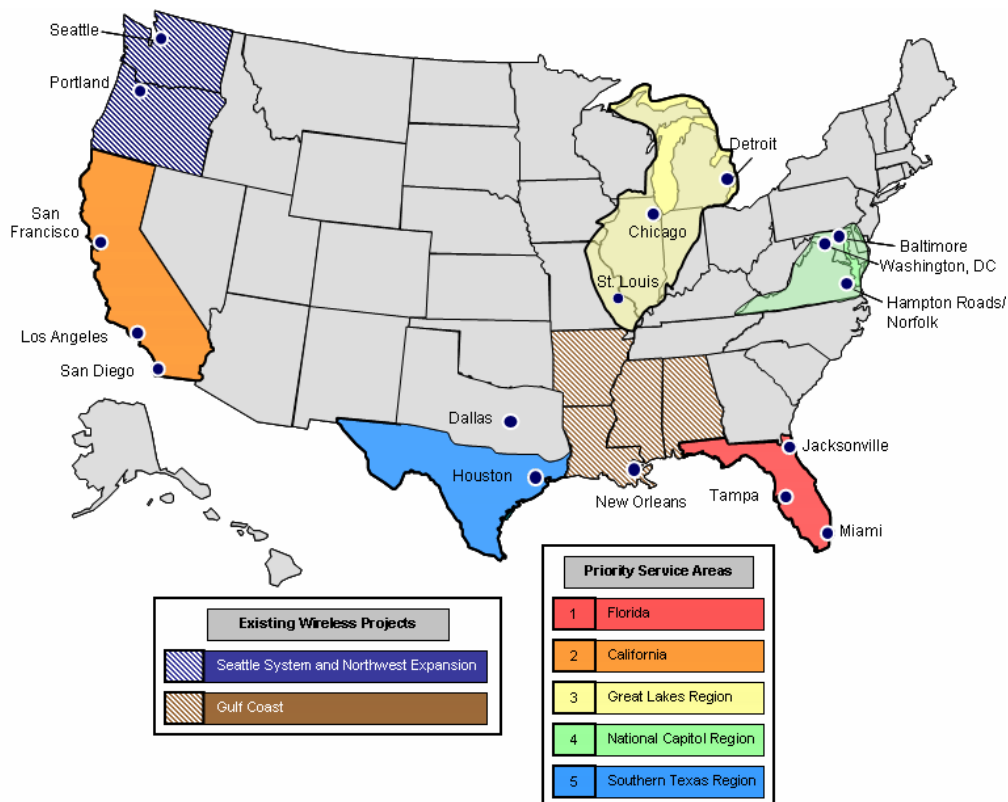 Seattle
Portland
San
Francisco
Los Angeles
San Diego
Detroit
Chicago
St. Louis
Baltimore
Washington, DC
Hampton Roads/
Norfolk
Dallas
Houston
New Orleans
Jacksonville
Tampa
Miami
Existing Wireless Projects
Seattle System and Northwest Expansion
Gulf Coast
Priority Service Areas
1 Florida
2 California
3 Great Lakes Region
4 National Capitol Region
5 Southern Texas Region